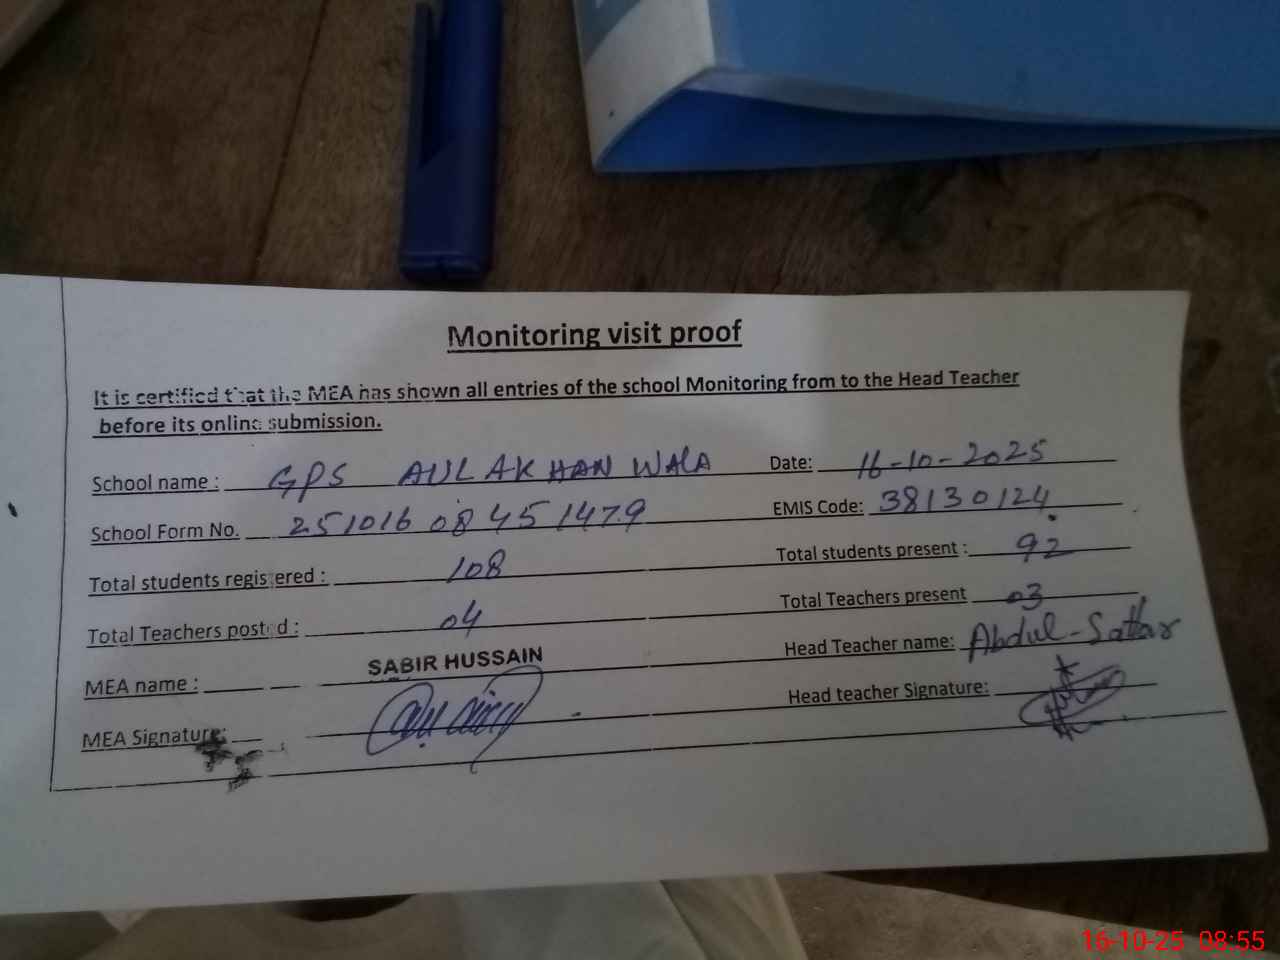 Monitoring visit proof
It is certified that the MEA has shown all entries of the school Monitoring from to the Head Teacher
before its online submission.
School name : GPS AULAKHAN WALA Date: 16-10-2025
School Form No. 251016 08451479 EMIS Code: 38130124
Total students registered : 108 Total students present : 92
Total Teachers posted : 04 Total Teachers present 03
MEA name : SABIR HUSSAIN Head Teacher name: Abdul-Sattar
MEA Signature: Head teacher Signature:
16-10-25 08:55